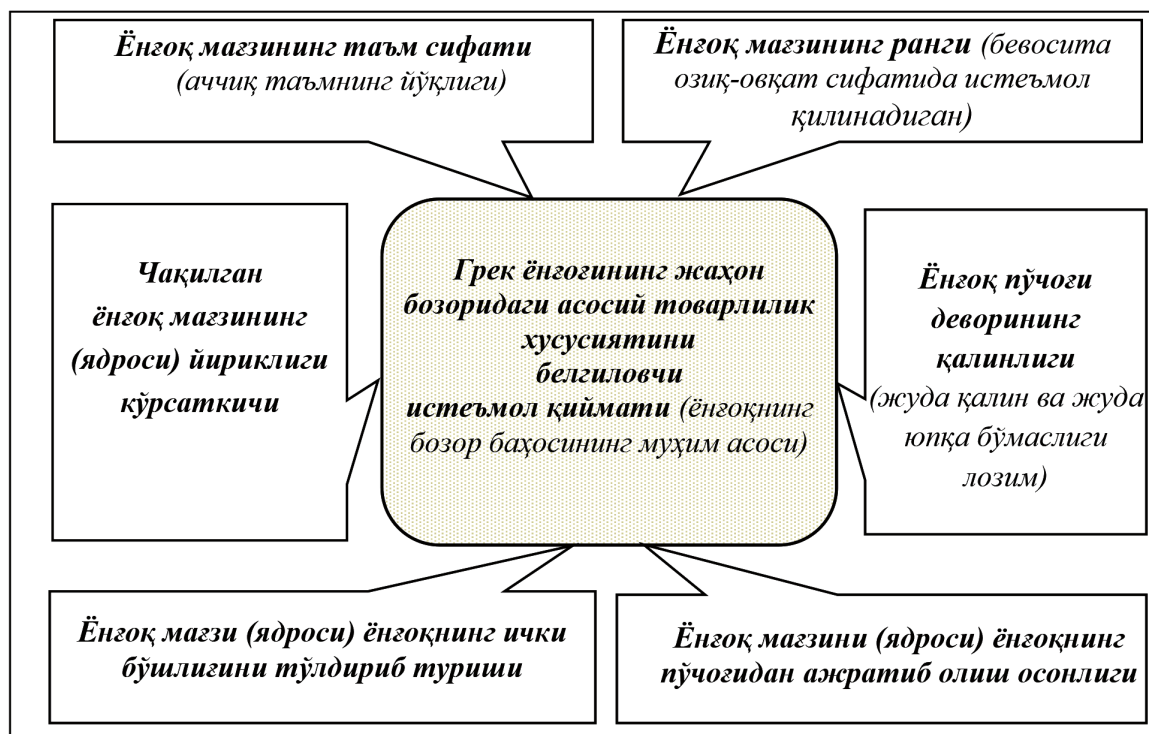 Ёнғоқ мағзининг таъм сифати
(аччиқ таъмнинг йўқлиги)
Ёнғоқ мағзининг ранги (бевосита
озиқ-овқат сифатида истеъмол
қилинадиган)
Чақилган
ёнғоқ мағзининг
(ядроси) йириклиги
кўрсаткичи
Грек ёнғоғининг жаҳон
бозоридаги асосий товарлилик
хусусиятини
белгиловчи
истеъмол қиймати (ёнғоқнинг
бозор баҳосининг муҳим асоси)
Ёнғоқ пўчоғи
деворининг
қалинлиги
(жуда қалин ва жуда
юпқа бўмаслиги
лозим)
Ёнғоқ мағзи (ядроси) ёнғоқнинг ички
бўшлиғини тўлдириб туриши
Ёнғоқ мағзини (ядроси) ёнғоқнинг
пўчоғидан ажратиб олиш осонлиги